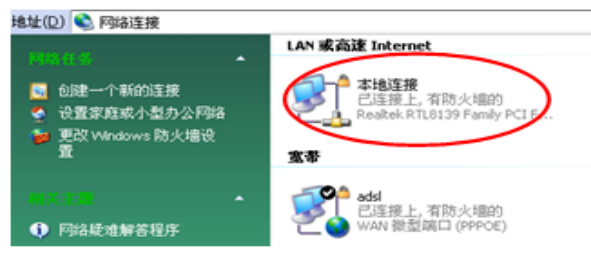 地址(D) 网络连接
网络任务
创建一个新的连接
设置家庭或小型办公网络
更改 Windows 防火墙设
置
相关主题
网络疑难解答程序
LAN 或高速 Internet
本地连接
已连接上, 有防火墙的
Realtek RTL8139 Family PCI F...
宽带
adsl
已连接上, 有防火墙的
WAN 微型端口 (PPPOE)